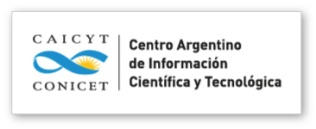 CAICYT
CONICET
Centro Argentino
de Información
Científica y Tecnológica